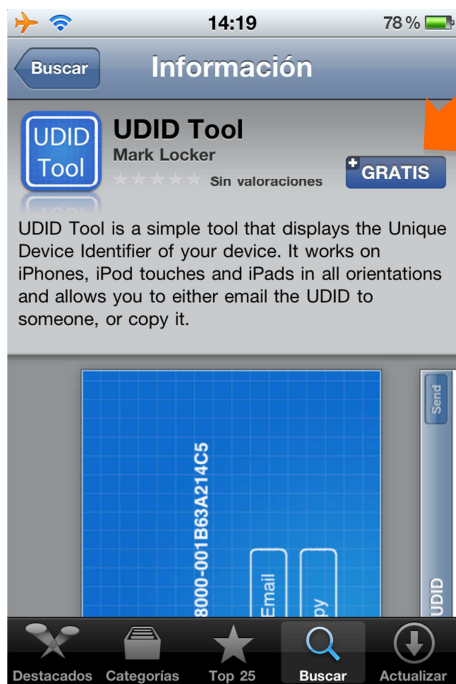 14:19
78 %
Buscar
Información
UDID
Tool
UDID Tool
Mark Locker
Sin valoraciones
GRATIS
UDID Tool is a simple tool that displays the Unique
Device Identifier of your device. It works on
iPhones, iPod touches and iPads in all orientations
and allows you to either email the UDID to
someone, or copy it.
8000-001B63A214C5
Email
py
Send
UDID
Destacados
Categorías
Top 25
Buscar
Actualizar